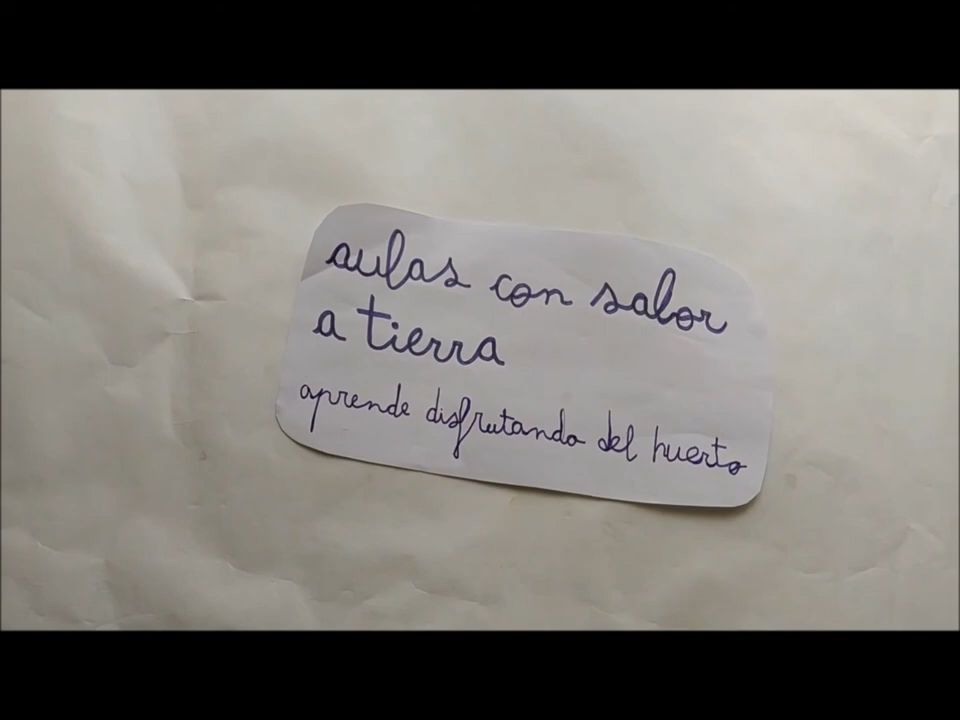 aulas con sabor
a tierra
aprende disfrutando del huerto